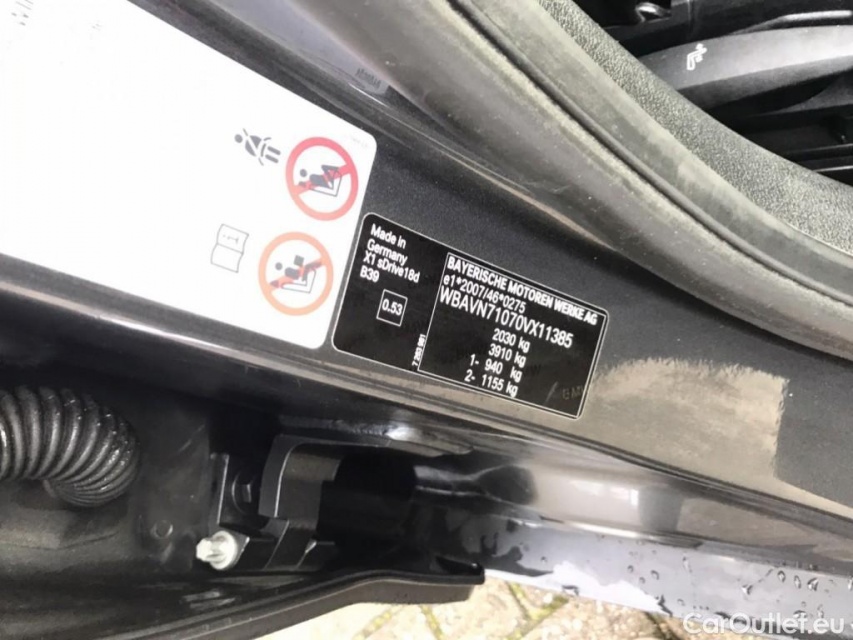 Made in
Germany
X1 sDrive18d
B39
0.53
BAYERISCHE MOTOREN WERKE AG
e1*2007/46*0275
WBAVN71070VX11385
2030 kg
3910 kg
1- 940 kg
2- 1155 kg
CarOutlet.eu